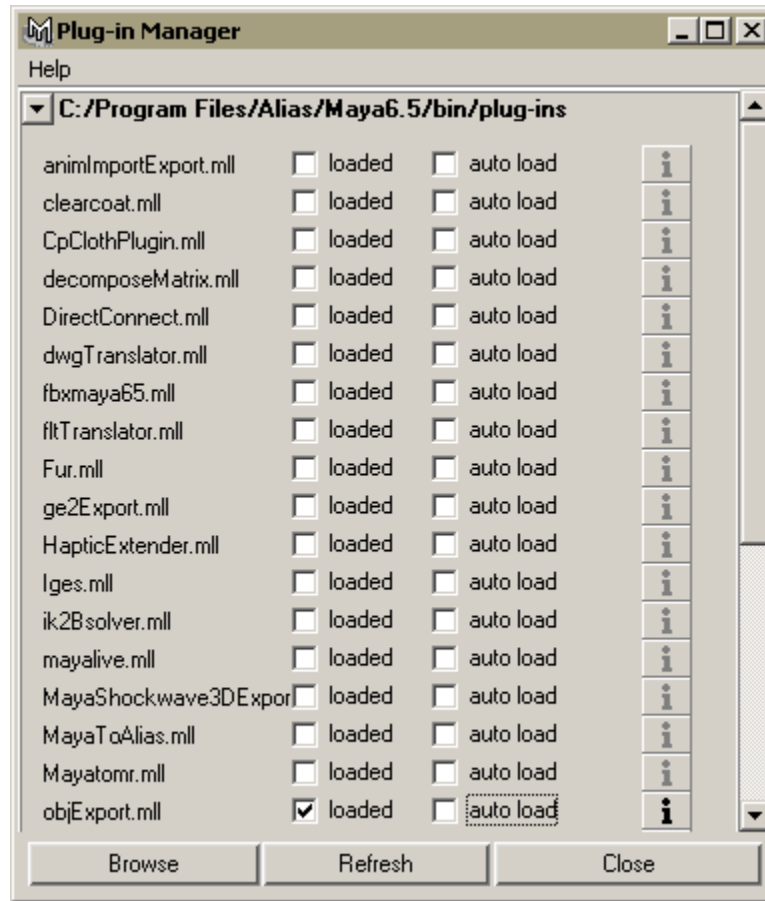 Plug-in Manager
Help
C:/Program Files/Alias/Maya6.5/bin/plug-ins
animImportExport.mll loaded auto load i
clearcoat.mll loaded auto load i
CpClothPlugin.mll loaded auto load i
decomposeMatrix.mll loaded auto load i
DirectConnect.mll loaded auto load i
dwgTranslator.mll loaded auto load i
fbxmaya65.mll loaded auto load i
fltTranslator.mll loaded auto load i
Fur.mll loaded auto load i
ge2Export.mll loaded auto load i
HapticExtender.mll loaded auto load i
Iges.mll loaded auto load i
ik2Bsolver.mll loaded auto load i
mayalive.mll loaded auto load i
MayaShockwave3DExpor loaded auto load i
MayaToAlias.mll loaded auto load i
Mayatomr.mll loaded auto load i
objExport.mll loaded auto load i
Browse Refresh Close